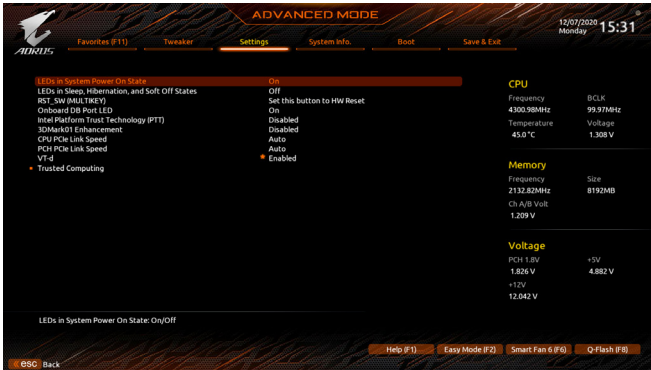 ADVANCED MODE
12/07/2020 Monday 15:31
AORUS
Favorites (F11) Tweaker Settings System Info. Boot Save & Exit
LEDs in System Power On State On
LEDs in Sleep, Hibernation, and Soft Off States Off
RST_SW (MULTIKEY) Set this button to HW Reset
Onboard DB Port LED On
Intel Platform Trust Technology (PTT) Disabled
3DMark01 Enhancement Disabled
CPU PCIe Link Speed Auto
PCH PCIe Link Speed Auto
VT-d Enabled
Trusted Computing
CPU
Frequency BCLK
4300.98MHz 99.97MHz
Temperature Voltage
45.0 °C 1.308 V
Memory
Frequency Size
2132.82MHz 8192MB
Ch A/B Volt
1.209 V
Voltage
PCH 1.8V +5V
1.826 V 4.882 V
+12V
12.042 V
LEDs in System Power On State: On/Off
Help (F1) Easy Mode (F2) Smart Fan 6 (F6) Q-Flash (F8)
esc Back